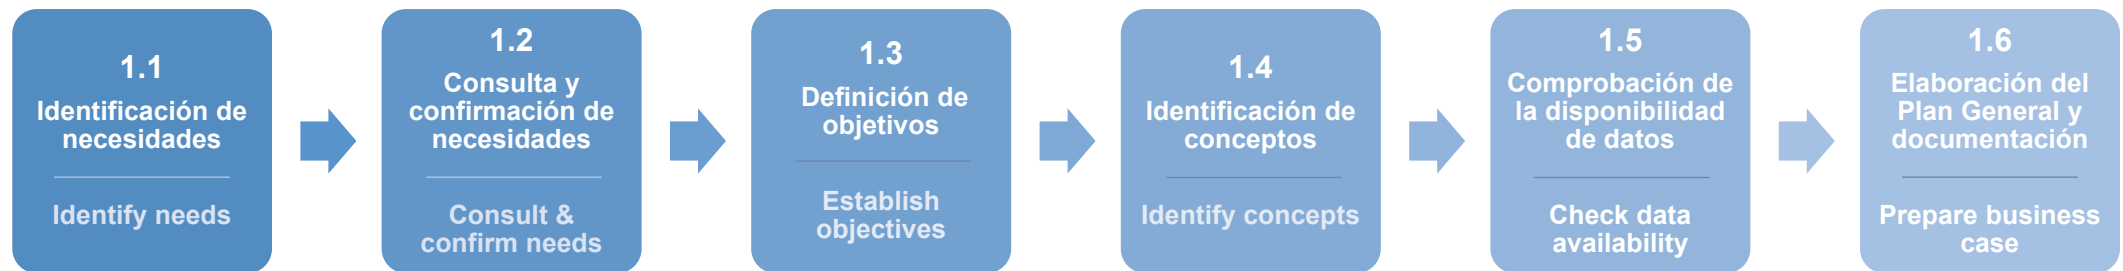 1.1
Identificación de
necesidades
Identify needs
1.2
Consulta y
confirmación de
necesidades
Consult &
confirm needs
1.3
Definición de
objetivos
Establish
objectives
1.4
Identificación de
conceptos
Identify concepts
1.5
Comprobación de
la disponibilidad
de datos
Check data
availability
1.6
Elaboración del
Plan General y
documentación
Prepare business
case